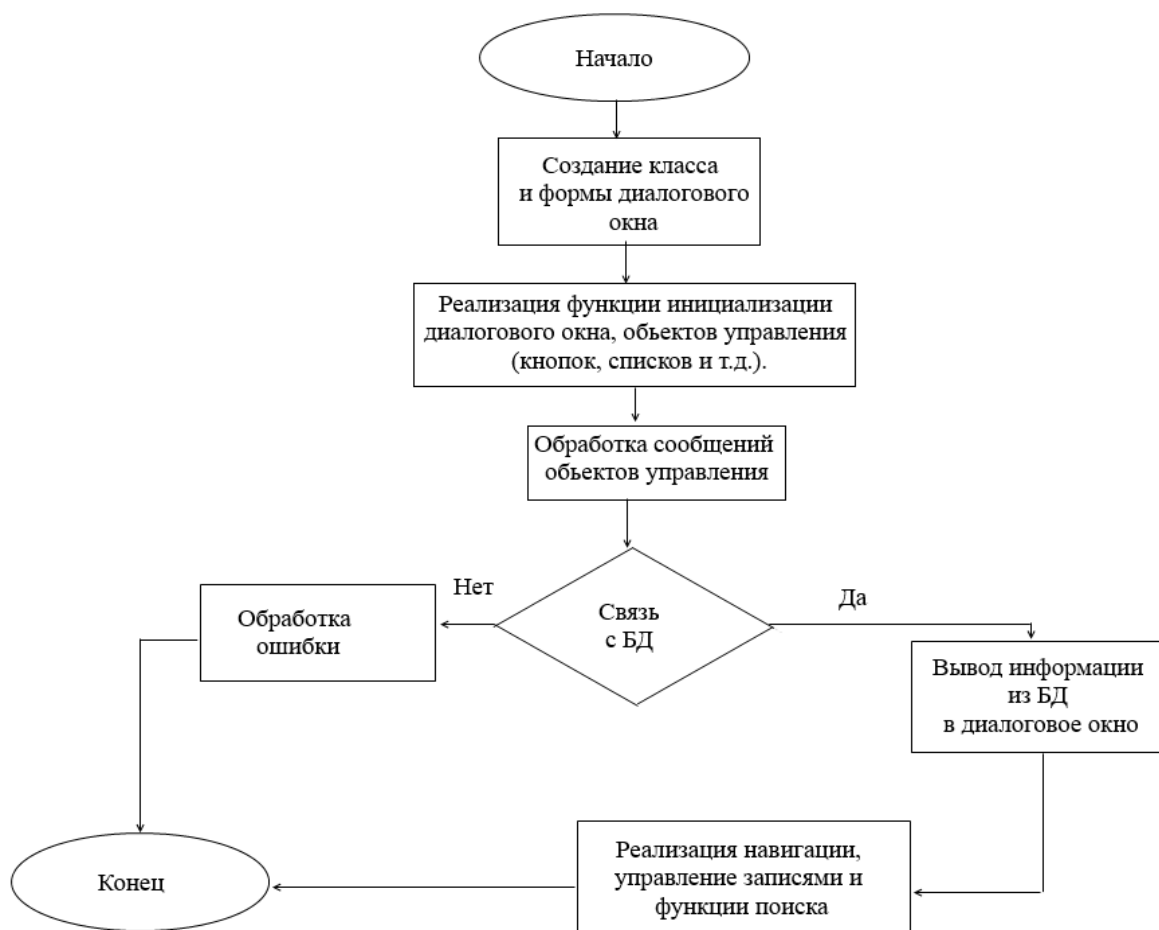 Начало
Создание класса
и формы диалогового
окна
Реализация функции инициализации
диалогового окна, обьектов управления
(кнопок, списков и т.д.).
Обработка сообщений
обьектов управления
Нет
Связь
с БД
Да
Обработка
ошибки
Вывод информации
из БД
в диалоговое окно
Реализация навигации,
управление записями и
функции поиска
Конец